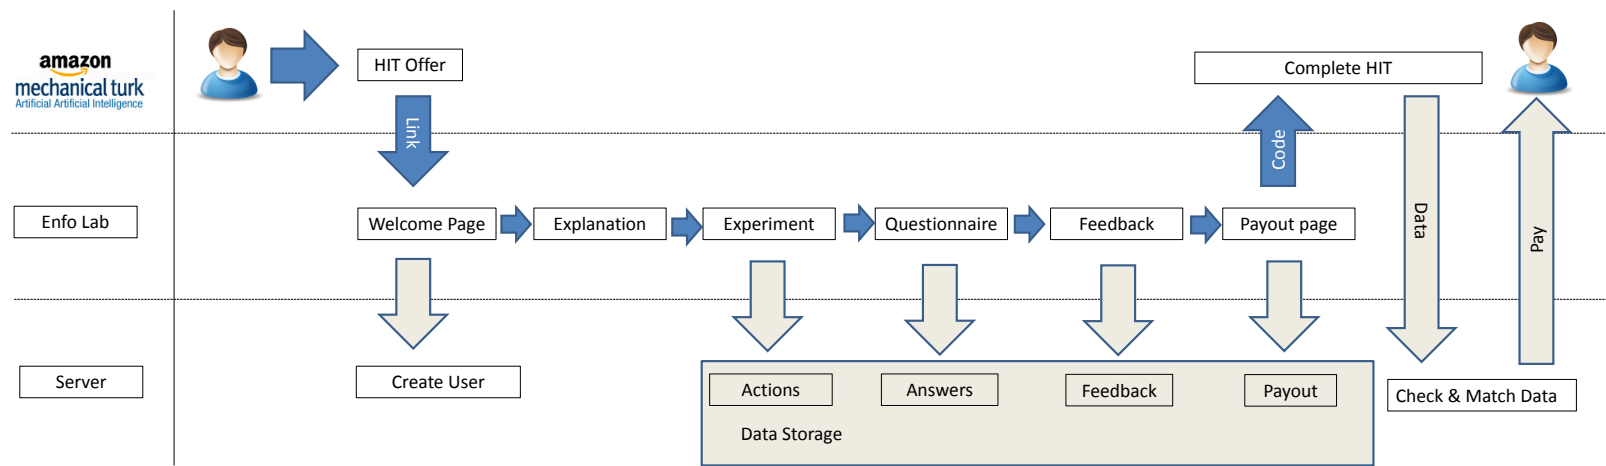 amazon
mechanical turk
Artificial Artificial Intelligence
HIT Offer
Complete HIT
Link
Code
Enfo Lab
Welcome Page
Explanation
Experiment
Questionnaire
Feedback
Payout page
Data
Pay
Server
Create User
Actions
Answers
Feedback
Payout
Check & Match Data
Data Storage